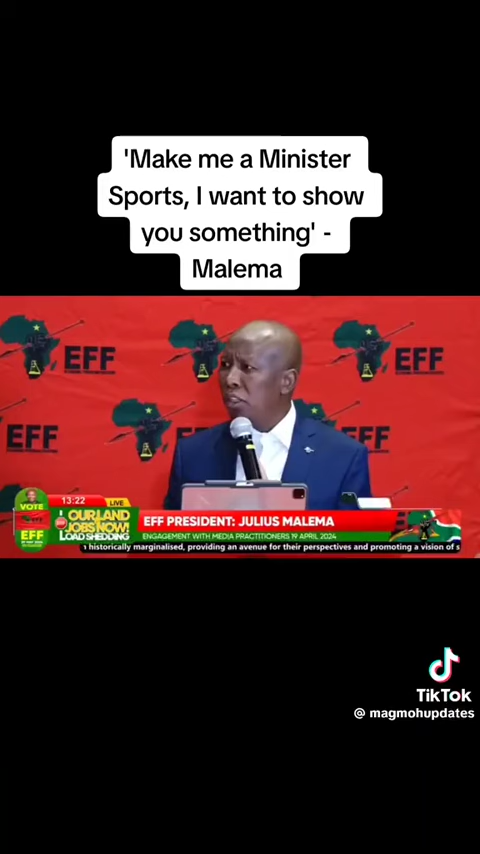 'Make me a Minister
Sports, I want to show
you something' -
Malema
EFF
EFF
EFF
EFF
VOTE
EFF
13:22
LIVE
OUR LAND
& JOBS NOW!
LOAD SHEDDING
EFF PRESIDENT: JULIUS MALEMA
ENGAGEMENT WITH MEDIA PRACTITIONERS 19 APRIL 2024
historically marginalised, providing an avenue for their perspectives and promoting a vision of s
TikTok
@ magmohupdates